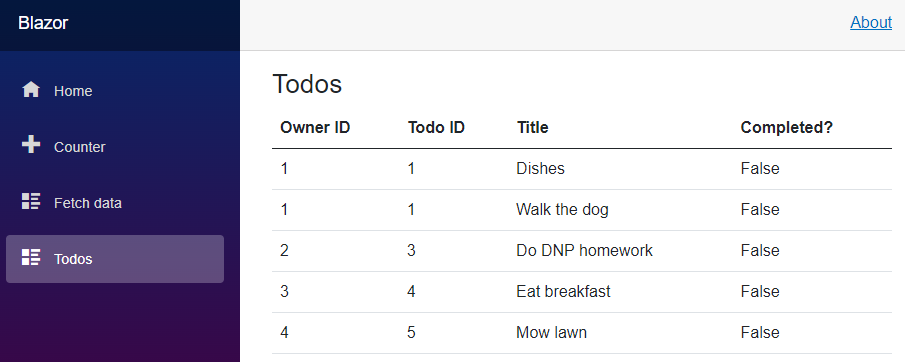 Blazor
About
Home
Counter
Fetch data
Todos
Todos
Owner ID Todo ID Title Completed?
1 1 Dishes False
1 1 Walk the dog False
2 3 Do DNP homework False
3 4 Eat breakfast False
4 5 Mow lawn False